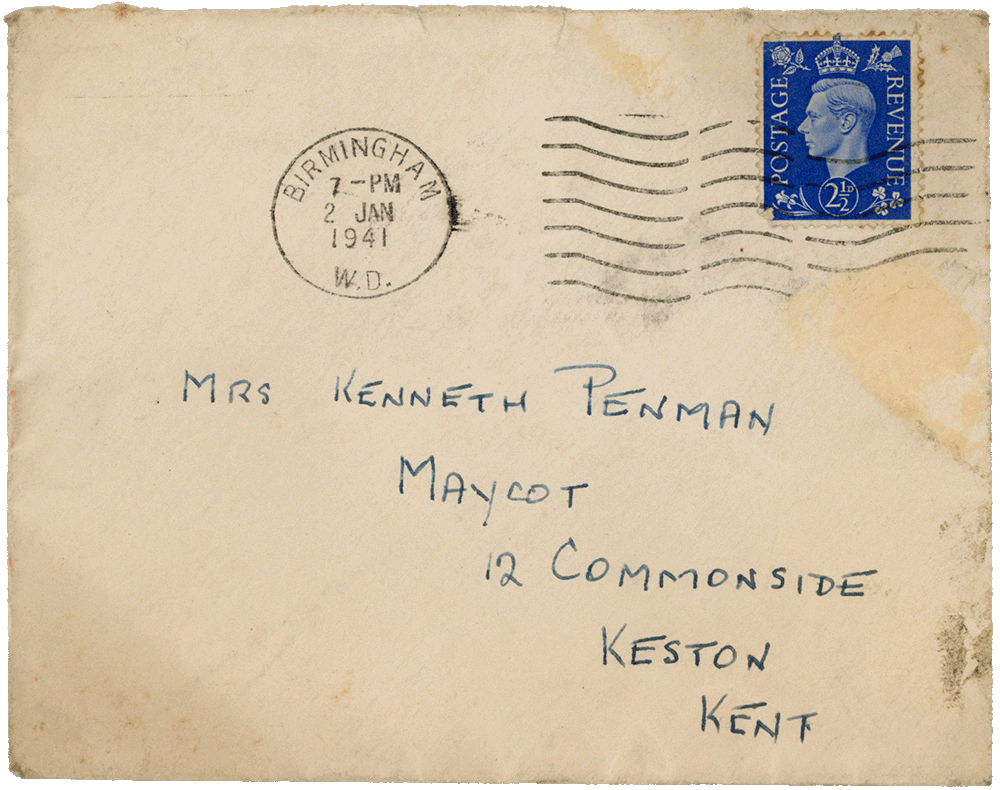 POSTAGE REVENUE
2½D
BIRMINGHAM
7-PM
2 JAN
1941
W.D.
MRS KENNETH PENMAN
MAYCOT
12 COMMONSIDE
KESTON
KENT